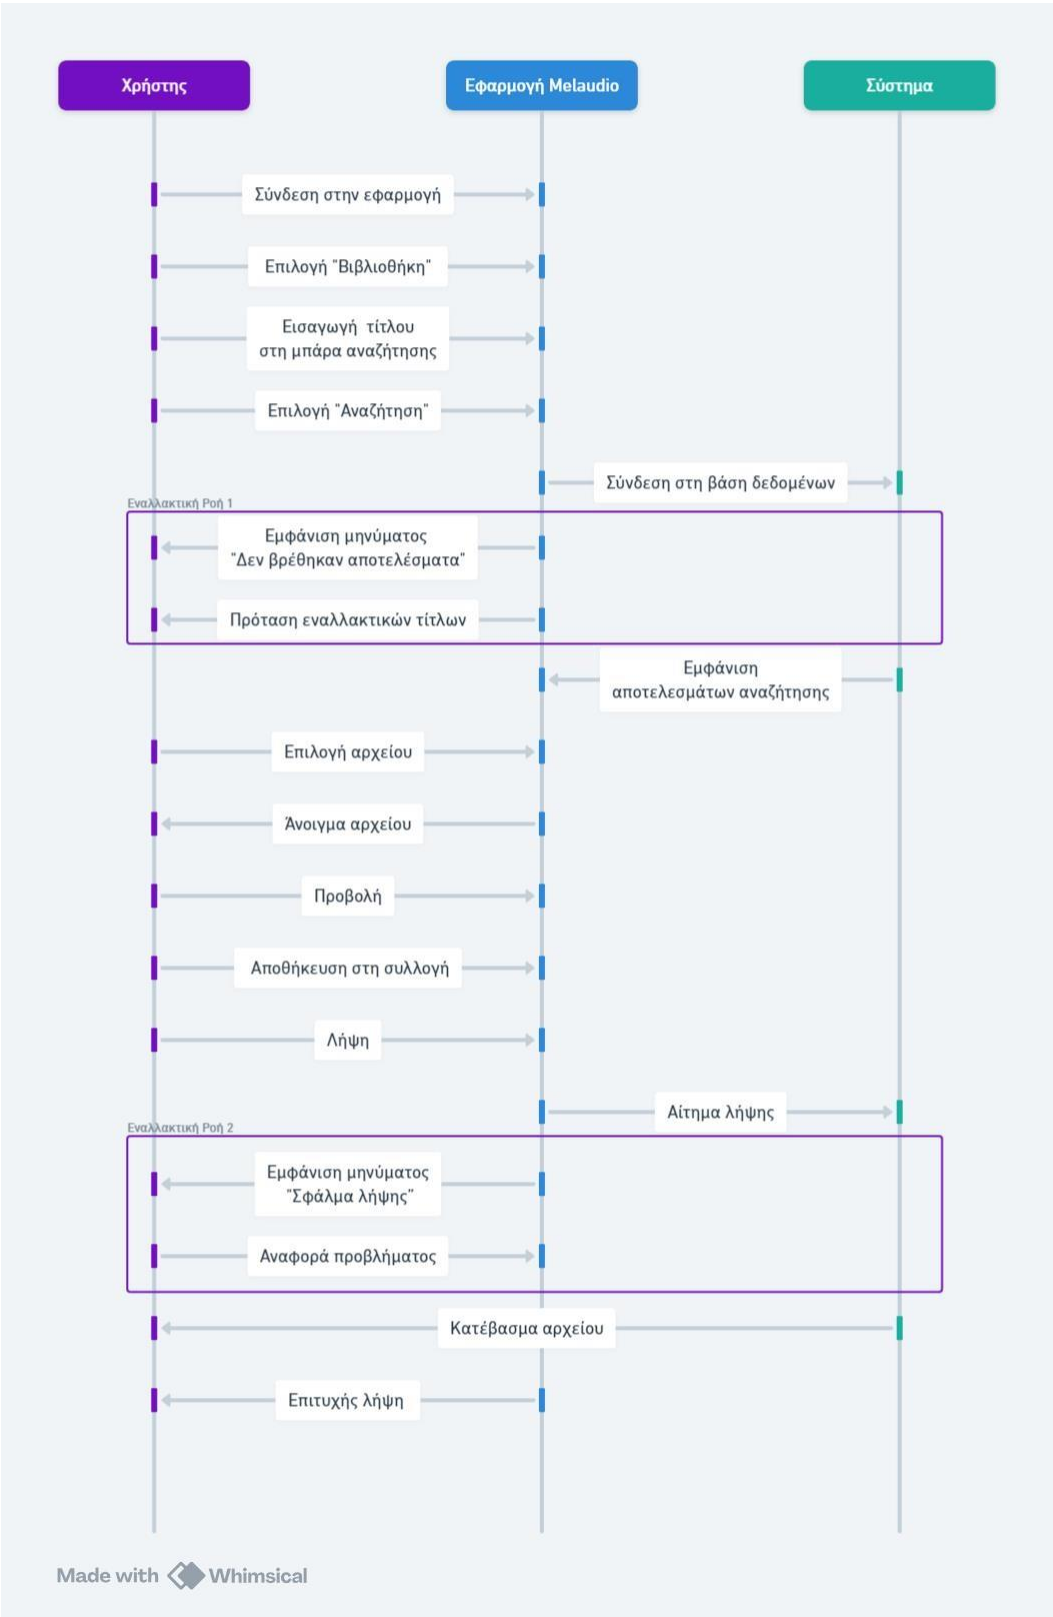 Χρήστης
Εφαρμογή Melaudio
Σύστημα
Σύνδεση στην εφαρμογή
Επιλογή "Βιβλιοθήκη"
Εισαγωγή  τίτλου
στη μπάρα αναζήτησης
Επιλογή "Αναζήτηση"
Σύνδεση στη βάση δεδομένων
Εναλλακτική Ροή 1
Εμφάνιση μηνύματος
"Δεν βρέθηκαν αποτελέσματα"
Πρόταση εναλλακτικών τίτλων
Εμφάνιση
αποτελεσμάτων αναζήτησης
Επιλογή αρχείου
Άνοιγμα αρχείου
Προβολή
Αποθήκευση στη συλλογή
Λήψη
Αίτημα λήψης
Εναλλακτική Ροή 2
Εμφάνιση μηνύματος
"Σφάλμα λήψης"
Αναφορά προβλήματος
Κατέβασμα αρχείου
Επιτυχής λήψη
Made with Whimsical